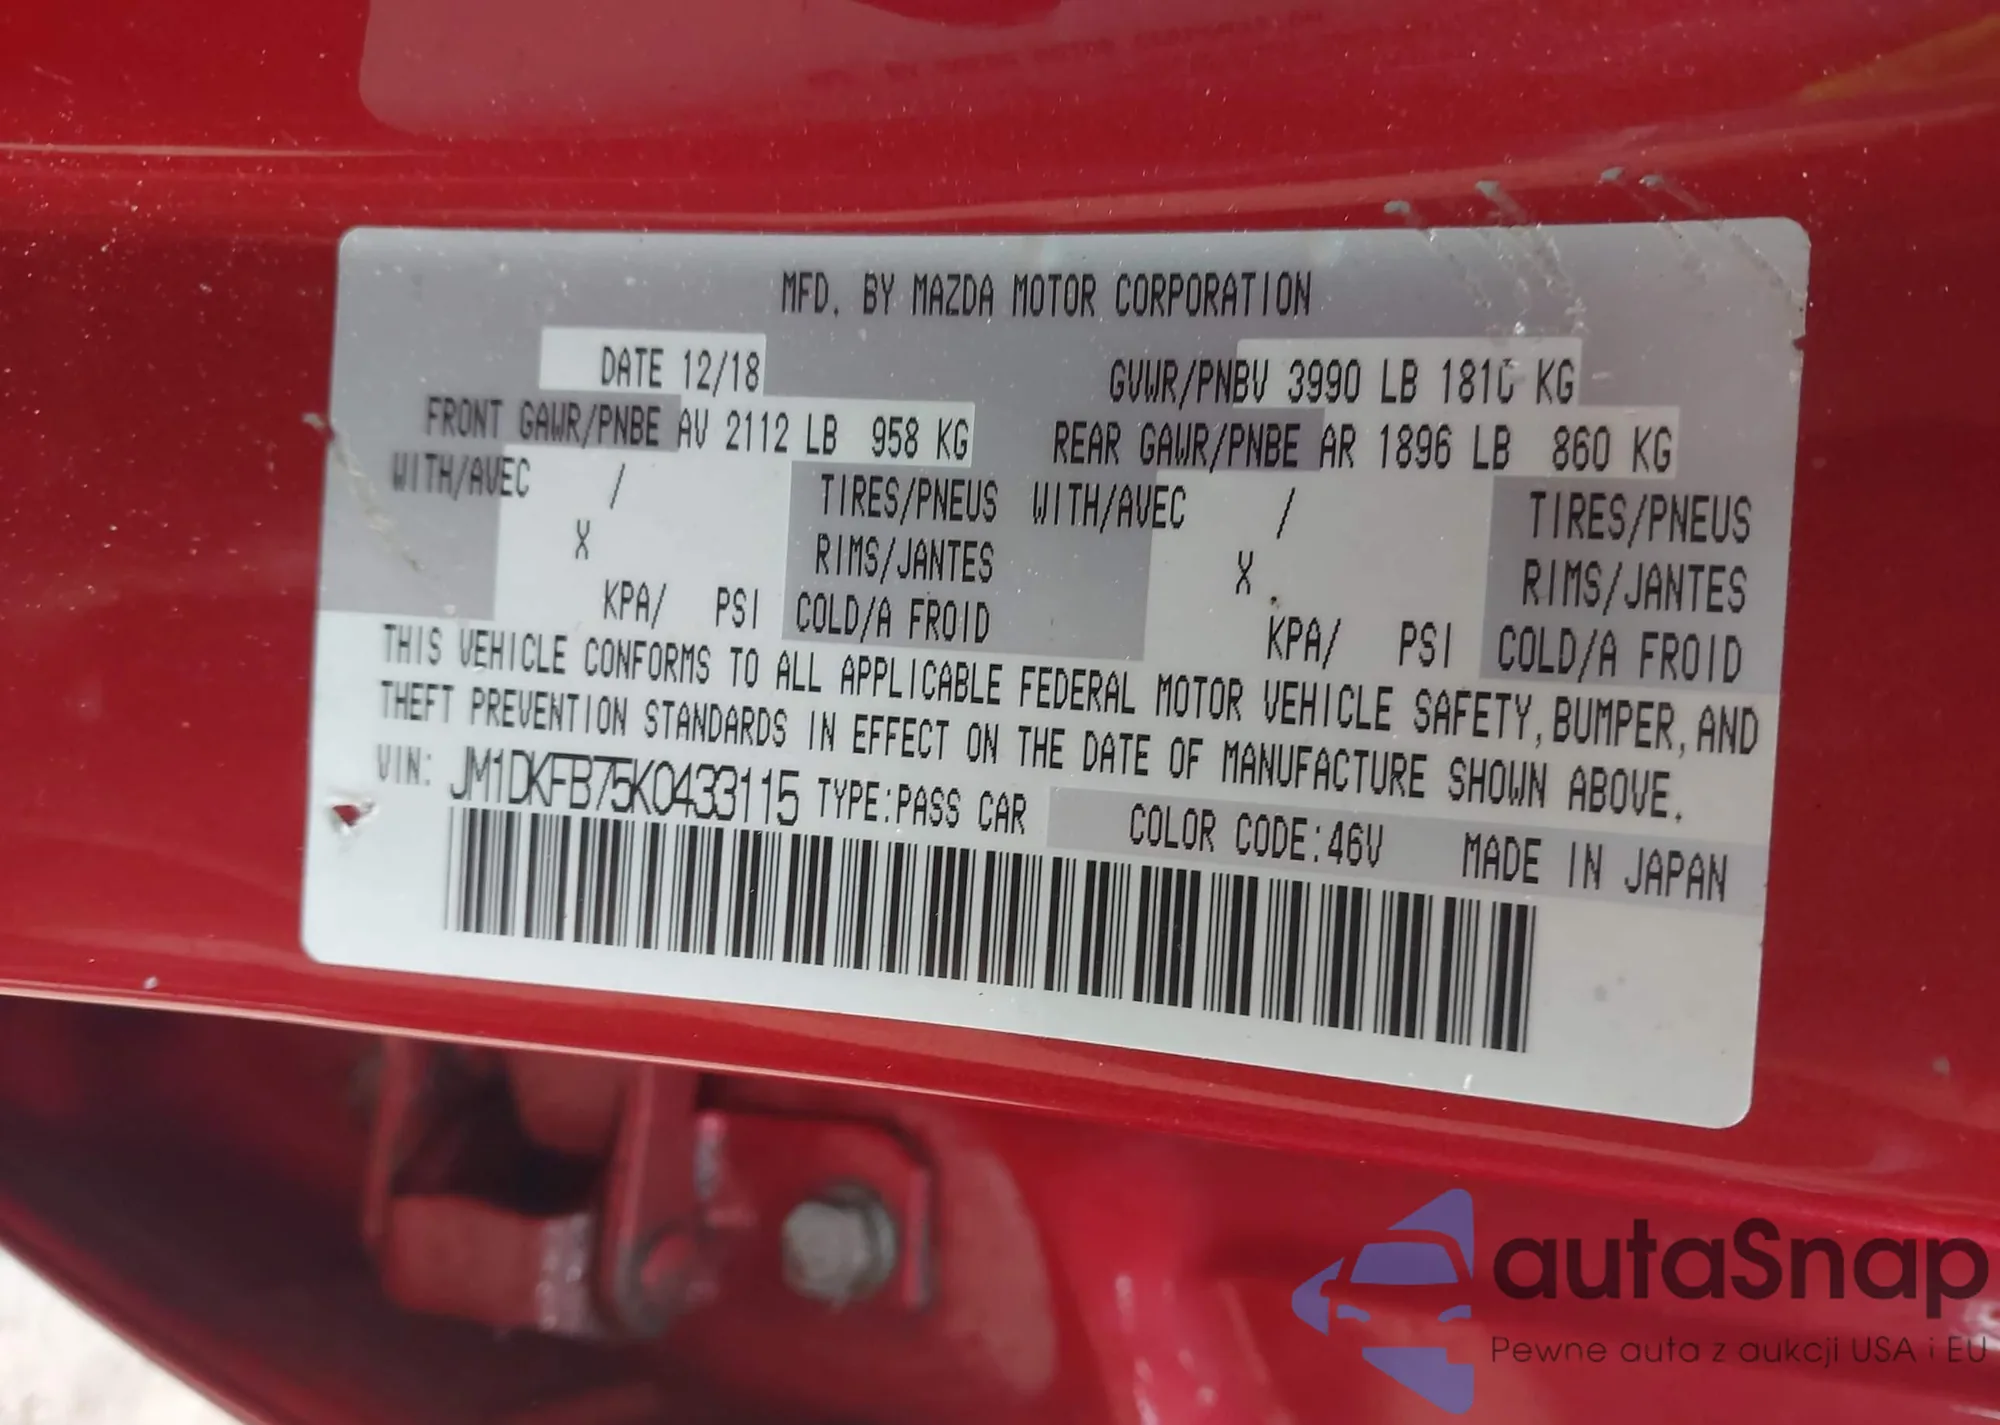 MFD. BY MAZDA MOTOR CORPORATION
DATE 12/18 GVWR/PNBV 3990 LB 1810 KG
FRONT GAWR/PNBE AV 2112 LB 958 KG REAR GAWR/PNBE AR 1896 LB 860 KG
WITH/AVEC / TIRES/PNEUS WITH/AVEC / TIRES/PNEUS
X RIMS/JANTES X RIMS/JANTES
KPA/ PSI COLD/A FROID KPA/ PSI COLD/A FROID
THIS VEHICLE CONFORMS TO ALL APPLICABLE FEDERAL MOTOR VEHICLE SAFETY, BUMPER, AND
THEFT PREVENTION STANDARDS IN EFFECT ON THE DATE OF MANUFACTURE SHOWN ABOVE.
VIN: JM1DKFB75K0433115 TYPE:PASS CAR COLOR CODE:46V MADE IN JAPAN
autaSnap
Pewne auta z aukcji USA i EU